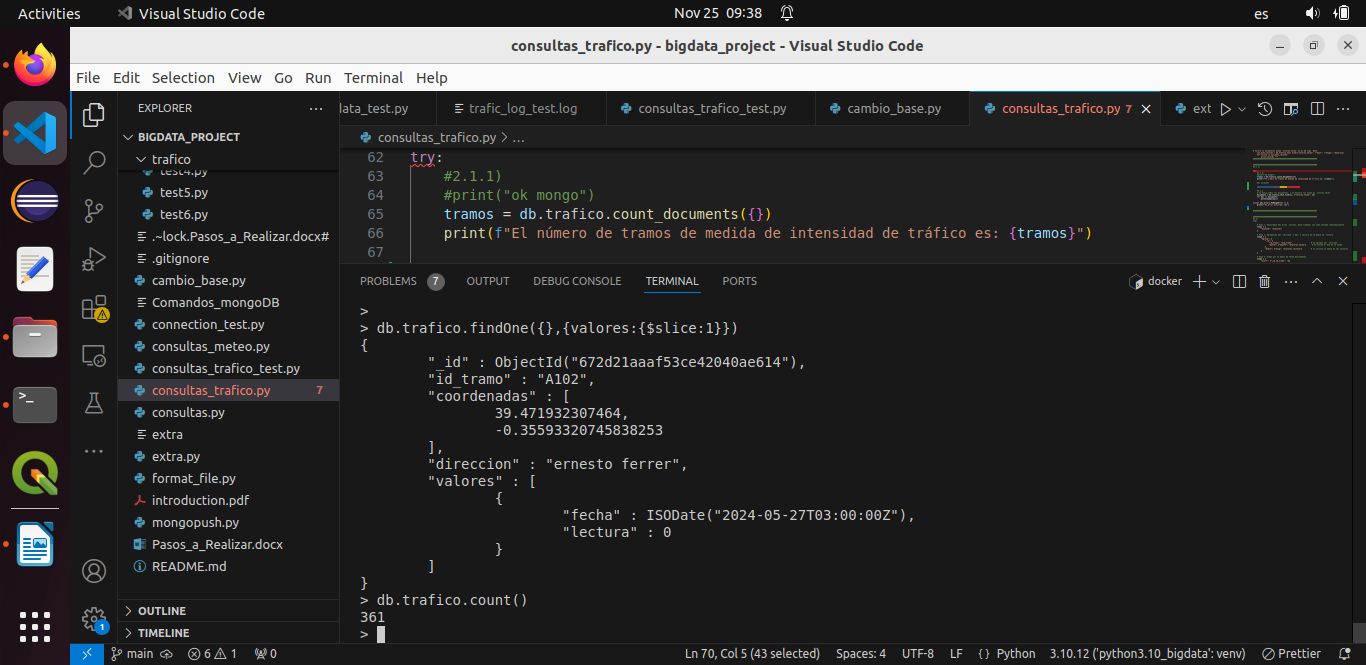 Activities
Visual Studio Code
Nov 25 09:38
es
consultas_trafico.py - bigdata_project - Visual Studio Code
File Edit Selection View Go Run Terminal Help
EXPLORER
BIGDATA_PROJECT
trafico
test4.py
test5.py
test6.py
.~lock.Pasos_a_Realizar.docx#
.gitignore
cambio_base.py
Comandos_mongoDB
connection_test.py
consultas_meteo.py
consultas_trafico_test.py
consultas_trafico.py 7
consultas.py
extra
extra.py
format_file.py
introduction.pdf
mongopush.py
Pasos_a_Realizar.docx
README.md
OUTLINE
TIMELINE
1
data_test.py
trafic_log_test.log
consultas_trafico_test.py
cambio_base.py
consultas_trafico.py 7
ext
consultas_trafico.py > ...
62 try:
63 #2.1.1)
64 #print("ok mongo")
65 tramos = db.trafico.count_documents({})
66 print(f"El número de tramos de medida de intensidad de tráfico es: {tramos}")
67
PROBLEMS 7 OUTPUT DEBUG CONSOLE TERMINAL PORTS
docker
>
> db.trafico.findOne({},{valores:{$slice:1}})
{
"_id" : ObjectId("672d21aaaf53ce42040ae614"),
"id_tramo" : "A102",
"coordenadas" : [
39.471932307464,
-0.35593320745838253
],
"direccion" : "ernesto ferrer",
"valores" : [
{
"fecha" : ISODate("2024-05-27T03:00:00Z"),
"lectura" : 0
}
]
}
> db.trafico.count()
361
>
main
6 1
0
Ln 70, Col 5 (43 selected)
Spaces: 4
UTF-8
LF
{ } Python
3.10.12 ('python3.10_bigdata': venv)
Prettier